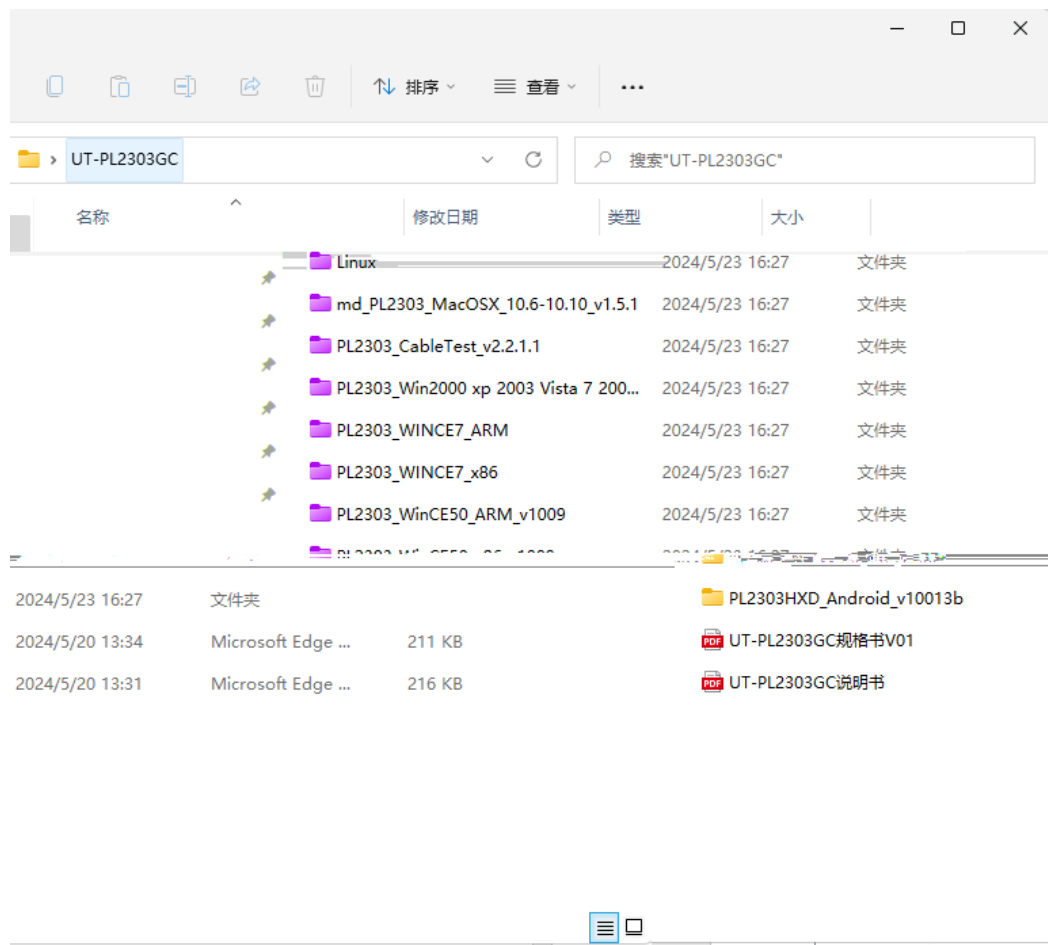 排序 查看
UT-PL2303GC 搜索"UT-PL2303GC"
名称 修改日期 类型 大小
Linux 2024/5/23 16:27 文件夹
md_PL2303_MacOSX_10.6-10.10_v1.5.1 2024/5/23 16:27 文件夹
PL2303_CableTest_v2.2.1.1 2024/5/23 16:27 文件夹
PL2303_Win2000 xp 2003 Vista 7 200... 2024/5/23 16:27 文件夹
PL2303_WINCE7_ARM 2024/5/23 16:27 文件夹
PL2303_WINCE7_x86 2024/5/23 16:27 文件夹
PL2303_WinCE50_ARM_v1009 2024/5/23 16:27 文件夹
2024/5/23 16:27 文件夹 PL2303HXD_Android_v10013b
2024/5/20 13:34 Microsoft Edge ... 211 KB UT-PL2303GC规格书V01
2024/5/20 13:31 Microsoft Edge ... 216 KB UT-PL2303GC说明书